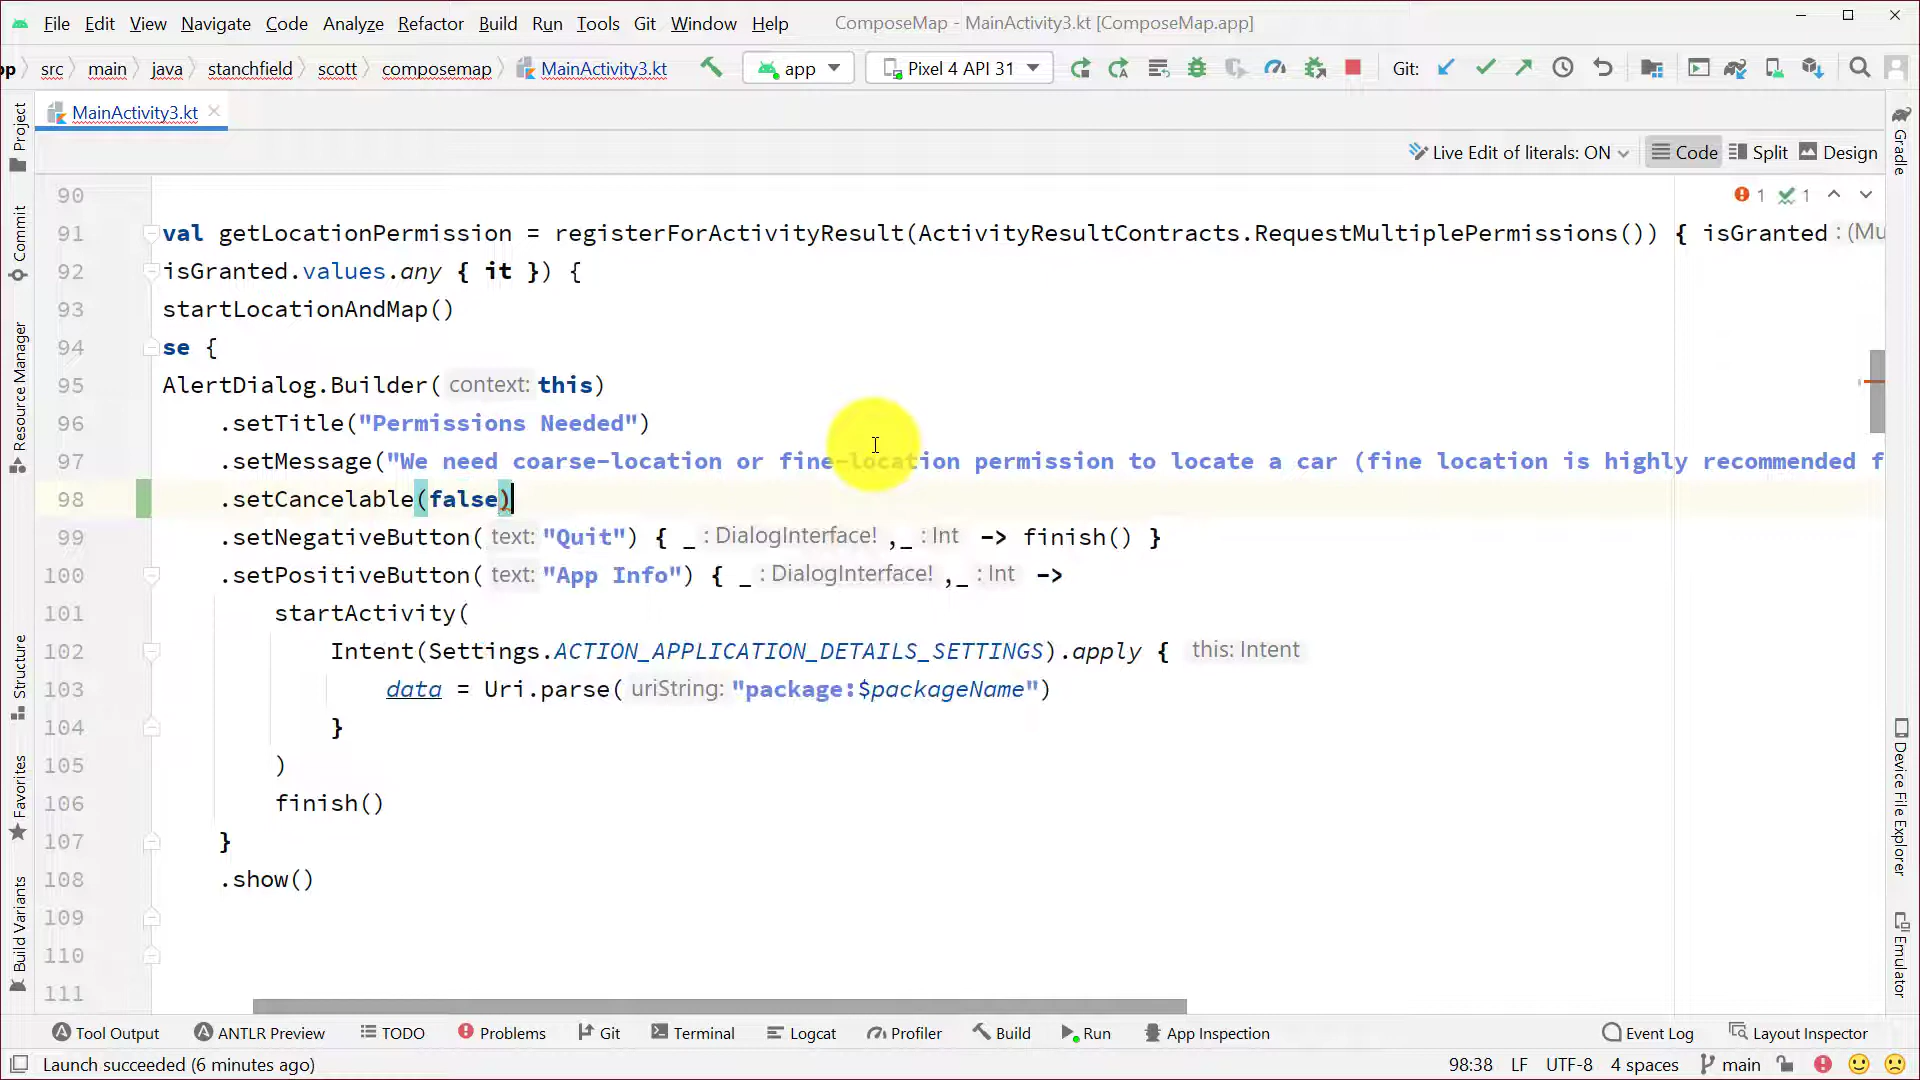 File Edit View Navigate Code Analyze Refactor Build Run Tools Git Window Help ComposeMap - MainActivity3.kt [ComposeMap.app]
pp src main java stanchfield scott composemap MainActivity3.kt app Pixel 4 API 31 Git:
MainActivity3.kt
Live Edit of literals: ON Code Split Design
90
1 1
91 val getLocationPermission = registerForActivityResult(ActivityResultContracts.RequestMultiplePermissions()) { isGranted : (Mu
92 isGranted.values.any { it }) {
93 startLocationAndMap()
94 se {
95 AlertDialog.Builder( context: this)
96 .setTitle("Permissions Needed")
97 .setMessage("We need coarse-location or fine-location permission to locate a car (fine location is highly recommended f
98 .setCancelable(false)
99 .setNegativeButton( text: "Quit") { _ : DialogInterface! ,_ : Int -> finish() }
100 .setPositiveButton( text: "App Info") { _ : DialogInterface! ,_ : Int ->
101 startActivity(
102 Intent(Settings.ACTION_APPLICATION_DETAILS_SETTINGS).apply { this: Intent
103 data = Uri.parse( uriString: "package:$packageName")
104 }
105 )
106 finish()
107 }
108 .show()
109
110
111
Project
Commit
Resource Manager
Structure
Favorites
Build Variants
Gradle
Device File Explorer
Emulator
Tool Output ANTLR Preview TODO Problems Git Terminal Logcat Profiler Build Run App Inspection Event Log Layout Inspector
Launch succeeded (6 minutes ago) 98:38 LF UTF-8 4 spaces main